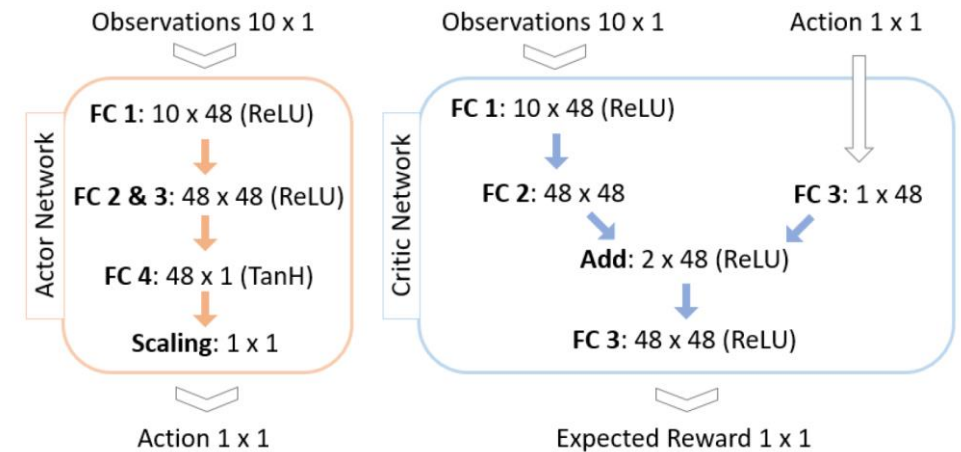 Observations 10 x 1
Actor Network
FC 1: 10 x 48 (ReLU)
FC 2 & 3: 48 x 48 (ReLU)
FC 4: 48 x 1 (TanH)
Scaling: 1 x 1
Action 1 x 1
Observations 10 x 1
Action 1 x 1
Critic Network
FC 1: 10 x 48 (ReLU)
FC 2: 48 x 48
FC 3: 1 x 48
Add: 2 x 48 (ReLU)
FC 3: 48 x 48 (ReLU)
Expected Reward 1 x 1